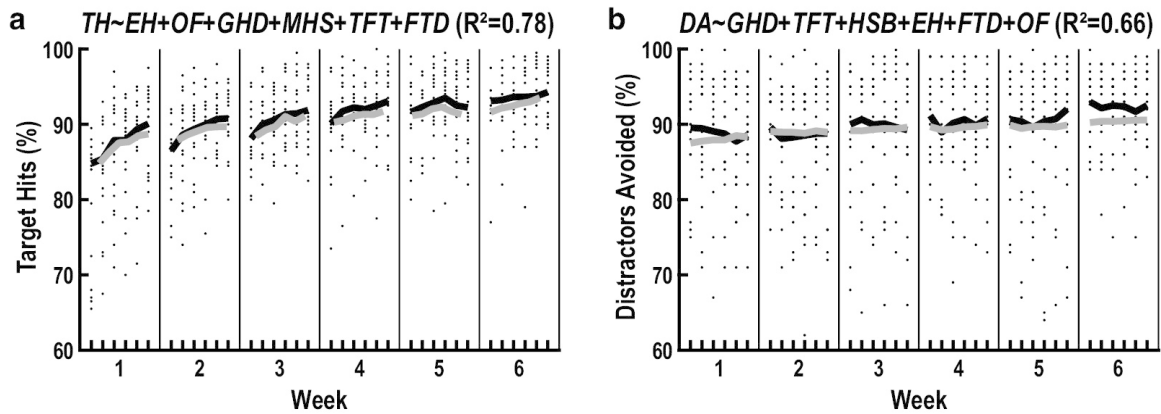 a
TH~EH+OF+GHD+MHS+TFT+FTD (R²=0.78)
Target Hits (%)
100
90
80
70
60
1 2 3 4 5 6
Week
b
DA~GHD+TFT+HSB+EH+FTD+OF (R²=0.66)
Distractors Avoided (%)
100
90
80
70
60
1 2 3 4 5 6
Week